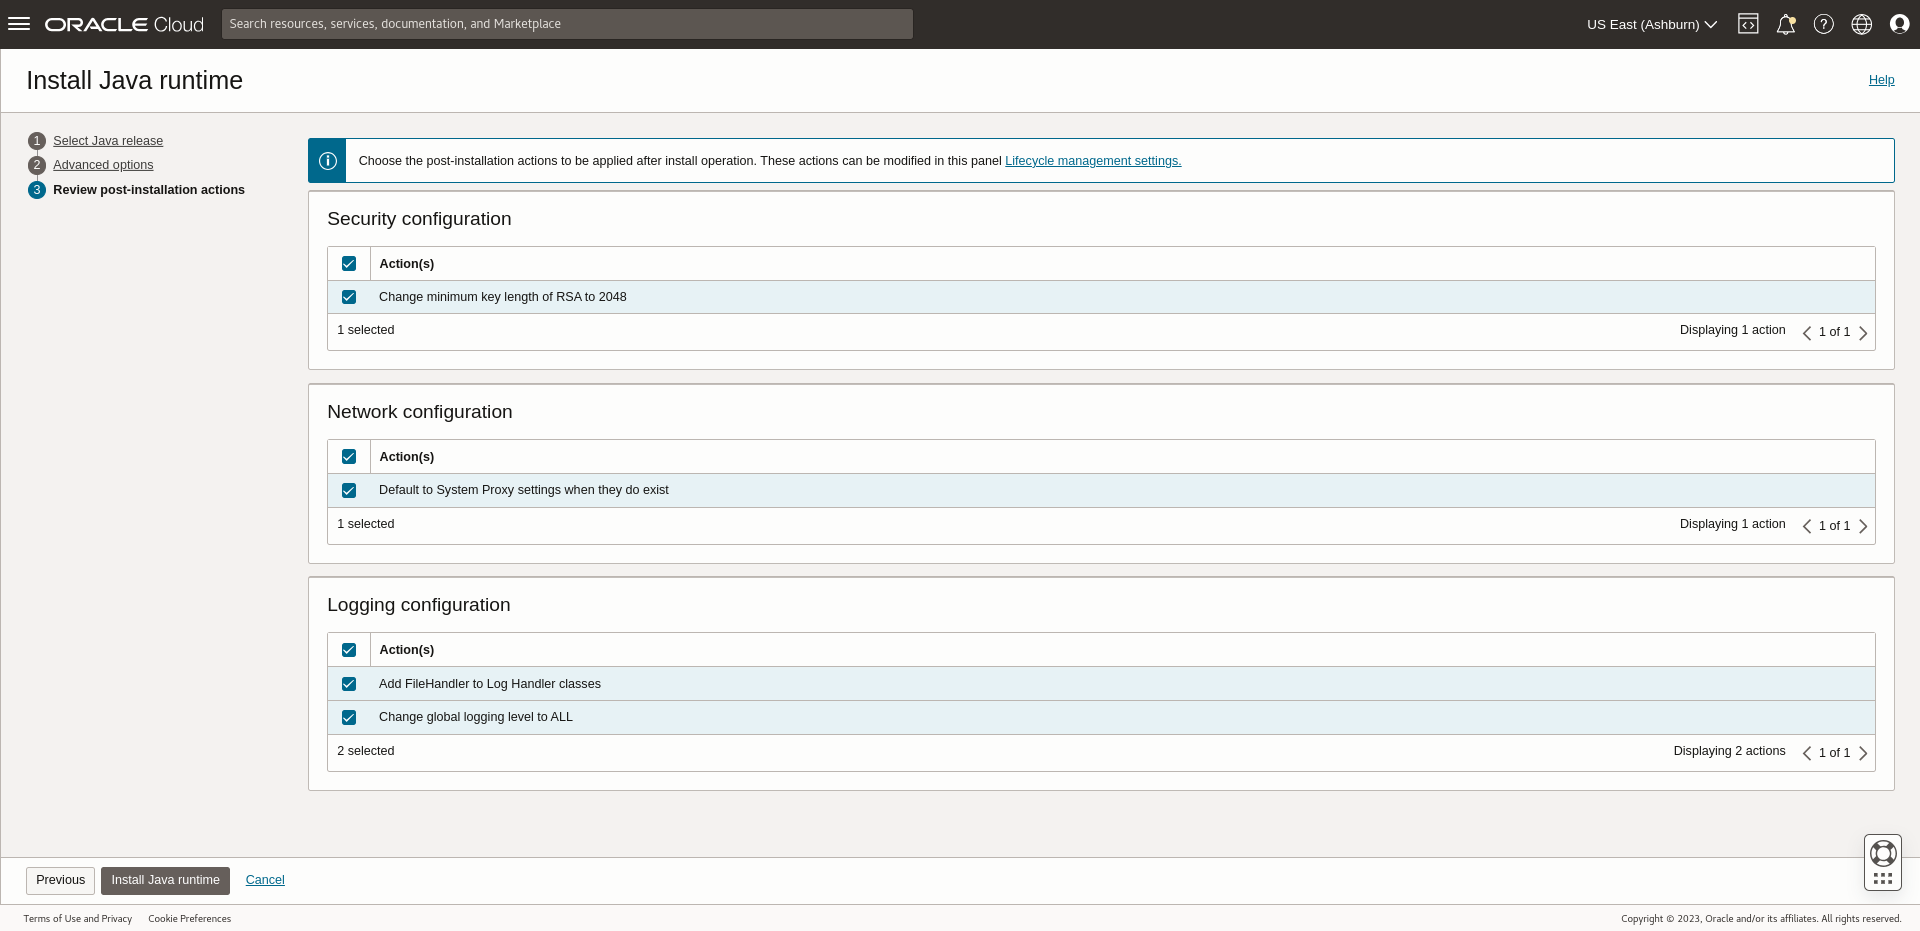 ORACLE Cloud
Search resources, services, documentation, and Marketplace
US East (Ashburn)
Install Java runtime
Help
1 Select Java release
2 Advanced options
3 Review post-installation actions
Choose the post-installation actions to be applied after install operation. These actions can be modified in this panel Lifecycle management settings.
Security configuration
Action(s)
Change minimum key length of RSA to 2048
1 selected
Displaying 1 action
1 of 1
Network configuration
Action(s)
Default to System Proxy settings when they do exist
1 selected
Displaying 1 action
1 of 1
Logging configuration
Action(s)
Add FileHandler to Log Handler classes
Change global logging level to ALL
2 selected
Displaying 2 actions
1 of 1
Previous
Install Java runtime
Cancel
Terms of Use and Privacy
Cookie Preferences
Copyright © 2023, Oracle and/or its affiliates. All rights reserved.